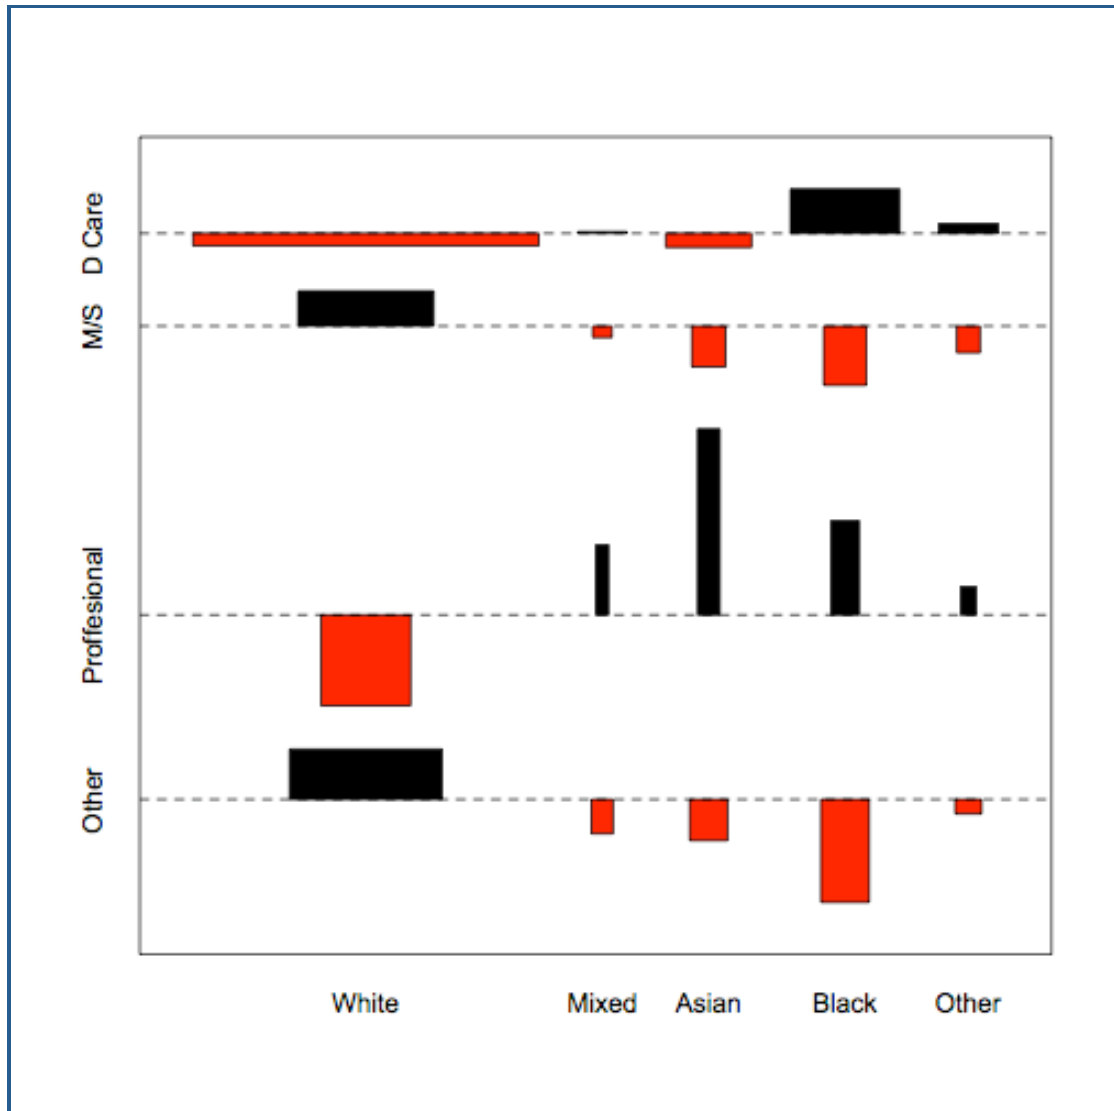 D Care
M/S
Proffesional
Other
White Mixed Asian Black Other